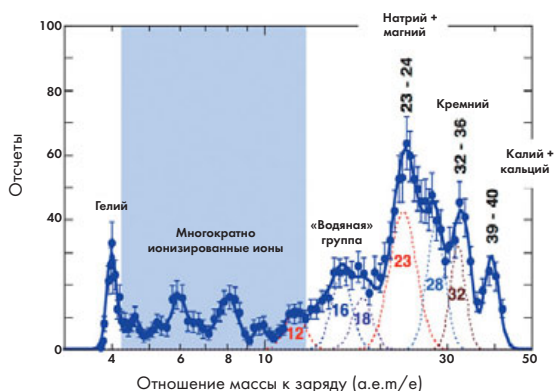 Натрий +
магний
100
80
60
40
20
0
Отсчеты
Гелий
Многократно
ионизированные ионы
«Водяная»
группа
23 - 24
Кремний
32 - 36
Калий +
кальций
39 - 40
12
16
18
23
28
32
4
6
8
10
30
50
Отношение массы к заряду (а.е.m/e)